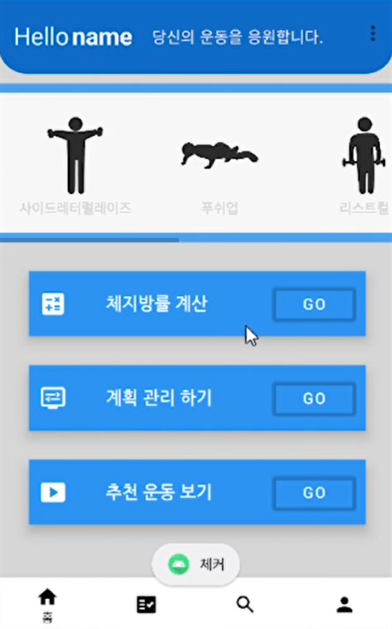 Hello name 당신의 운동을 응원합니다.
사이드레터럴레이즈 푸쉬업 리스트컬
체지방률 계산 GO
계획 관리 하기 GO
추천 운동 보기 GO
체커
홈